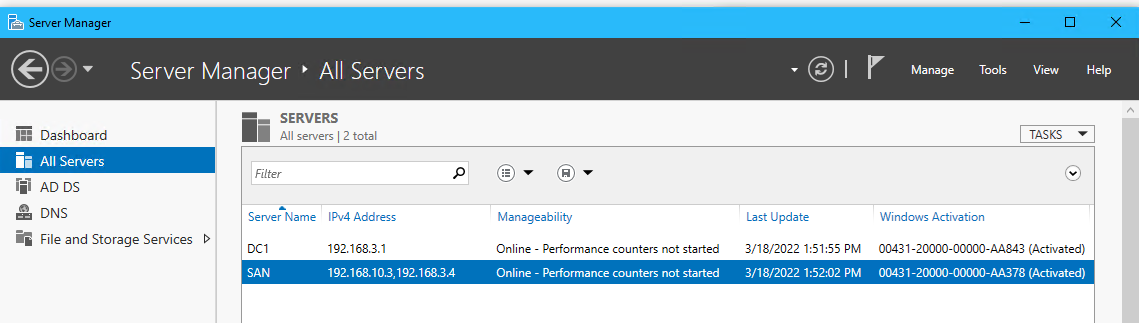 Server Manager
Server Manager ‣ All Servers
Manage Tools View Help
Dashboard
All Servers
AD DS
DNS
File and Storage Services
SERVERS
All servers | 2 total
TASKS
Filter
Server Name IPv4 Address Manageability Last Update Windows Activation
DC1 192.168.3.1 Online - Performance counters not started 3/18/2022 1:51:55 PM 00431-20000-00000-AA843 (Activated)
SAN 192.168.10.3,192.168.3.4 Online - Performance counters not started 3/18/2022 1:52:02 PM 00431-20000-00000-AA378 (Activated)